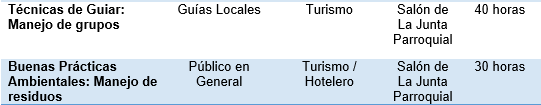 Técnicas de Guiar: Guías Locales Turismo Salón de 40 horas
Manejo de grupos La Junta
Parroquial
Buenas Prácticas Público en Turismo / Salón de 30 horas
Ambientales: Manejo de General Hotelero La Junta
residuos Parroquial